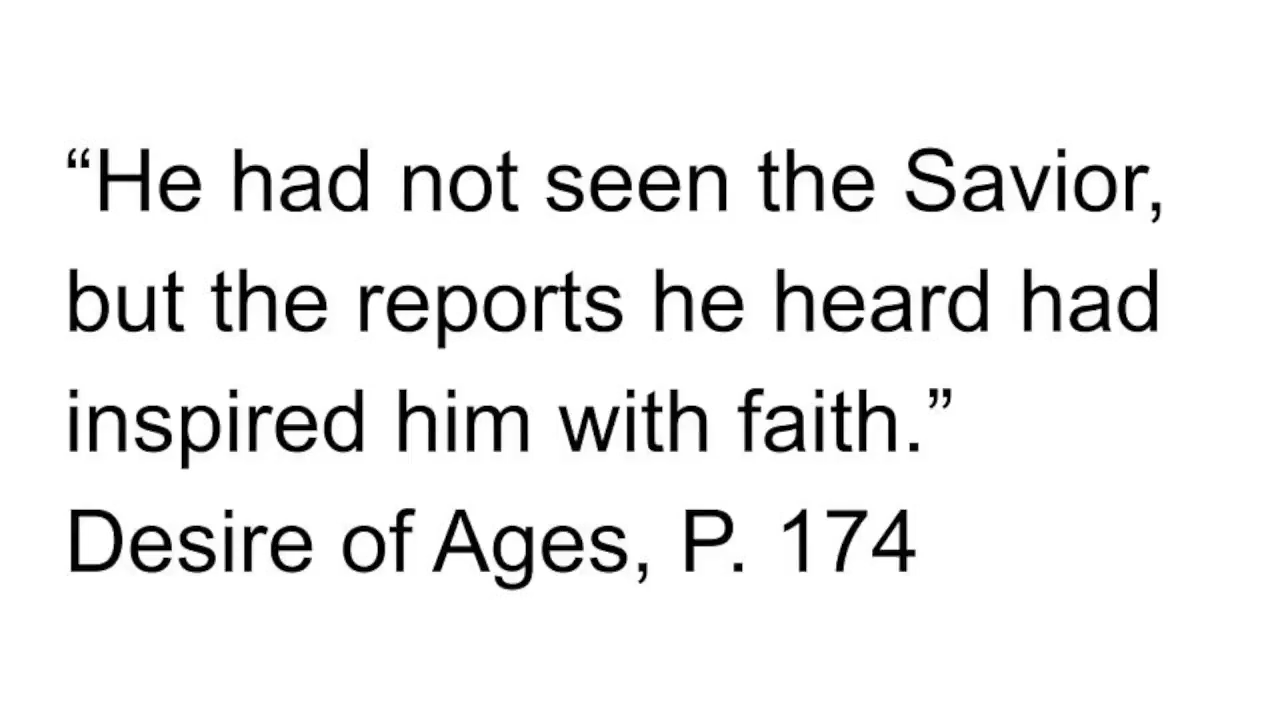 “He had not seen the Savior,
but the reports he heard had
inspired him with faith.”
Desire of Ages, P. 174